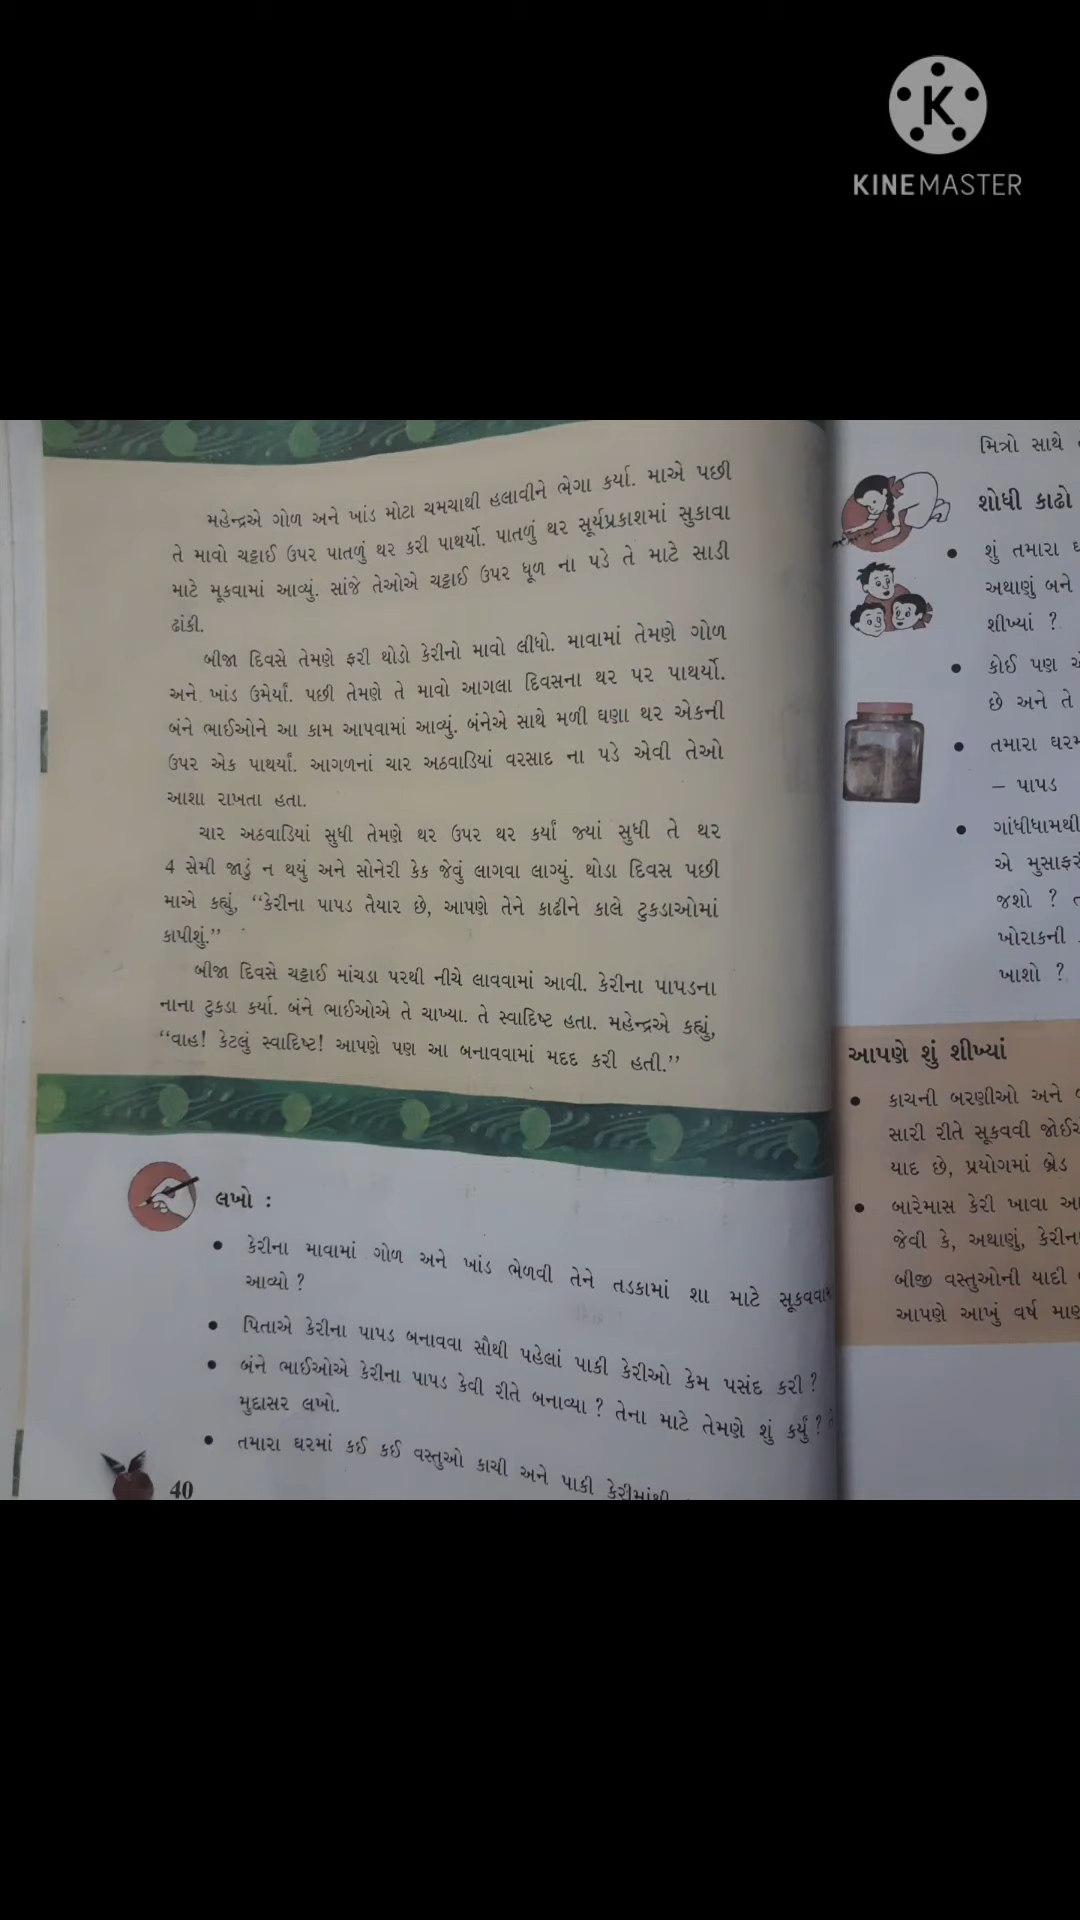 KINEMASTER
મહેન્દ્રએ ગોળ અને ખાંડ મોટા ચમચાથી હલાવીને ભેગા કર્યા. માએ પછી
તે માવો ચટ્ટાઈ ઉપર પાતળું થર કરી પાથર્યો. પાતળું થર સૂર્યપ્રકાશમાં સુકાવા
માટે મૂકવામાં આવ્યું. સાંજે તેઓએ ચટ્ટાઈ ઉપર ધૂળ ના પડે તે માટે સાડી
ઢાંકી.
બીજા દિવસે તેમણે ફરી થોડો કેરીનો માવો લીધો. માવામાં તેમણે ગોળ
અને ખાંડ ઉમેર્યાં. પછી તેમણે તે માવો આગલા દિવસના થર પર પાથર્યો.
બંને ભાઈઓને આ કામ આપવામાં આવ્યું. બંનેએ સાથે મળી ઘણા થર એકની
ઉપર એક પાથર્યાં. આગળનાં ચાર અઠવાડિયાં વરસાદ ના પડે એવી તેઓ
આશા રાખતા હતા.
ચાર અઠવાડિયાં સુધી તેમણે થર ઉપર થર કર્યાં જ્યાં સુધી તે થર
4 સેમી જાડું ન થયું અને સોનેરી કેક જેવું લાગવા લાગ્યું. થોડા દિવસ પછી
માએ કહ્યું, “કેરીના પાપડ તૈયાર છે, આપણે તેને કાઢીને કાલે ટુકડાઓમાં
કાપીશું.”
બીજા દિવસે ચટ્ટાઈ માંચડા પરથી નીચે લાવવામાં આવી. કેરીના પાપડના
નાના ટુકડા કર્યા. બંને ભાઈઓએ તે ચાખ્યા. તે સ્વાદિષ્ટ હતા. મહેન્દ્રએ કહ્યું,
“વાહ! કેટલું સ્વાદિષ્ટ! આપણે પણ આ બનાવવામાં મદદ કરી હતી.”
લખો :
• કેરીના માવામાં ગોળ અને ખાંડ ભેળવી તેને તડકામાં શા માટે
આવ્યો ?
• પિતાએ કેરીના પાપડ બનાવવા સૌથી પહેલાં પાકી કેરીઓ કેમ પસંદ કરી ?
• બંને ભાઈઓએ કેરીના પાપડ કેવી રીતે બનાવ્યા ? તેના માટે તેમણે શું કર્યું ?
મુદ્દાસર લખો.
• તમારા ઘરમાં કઈ કઈ વસ્તુઓ કાચી અને પાકી કેરીમાંથી
40
મિત્રો સાથે
શોધી કાઢો
• શું તમારા
અથાણું બને
શીખ્યાં ?
• કોઈ પણ
છે અને તે
• તમારા
– પાપડ
• ગાંધીધામથી
એ
જશો ?
ખોરાકની
ખાશો ?
આપણે શું શીખ્યાં
• કાચની બરણીઓ અને
સારી રીતે સૂકવવી
યાદ છે, પ્રયોગમાં બ્રેડ
• બારેમાસ કેરી ખાવા
જેવી કે, અથાણું,
બીજી વસ્તુઓની યાદી
આપણે આખું વર્ષ